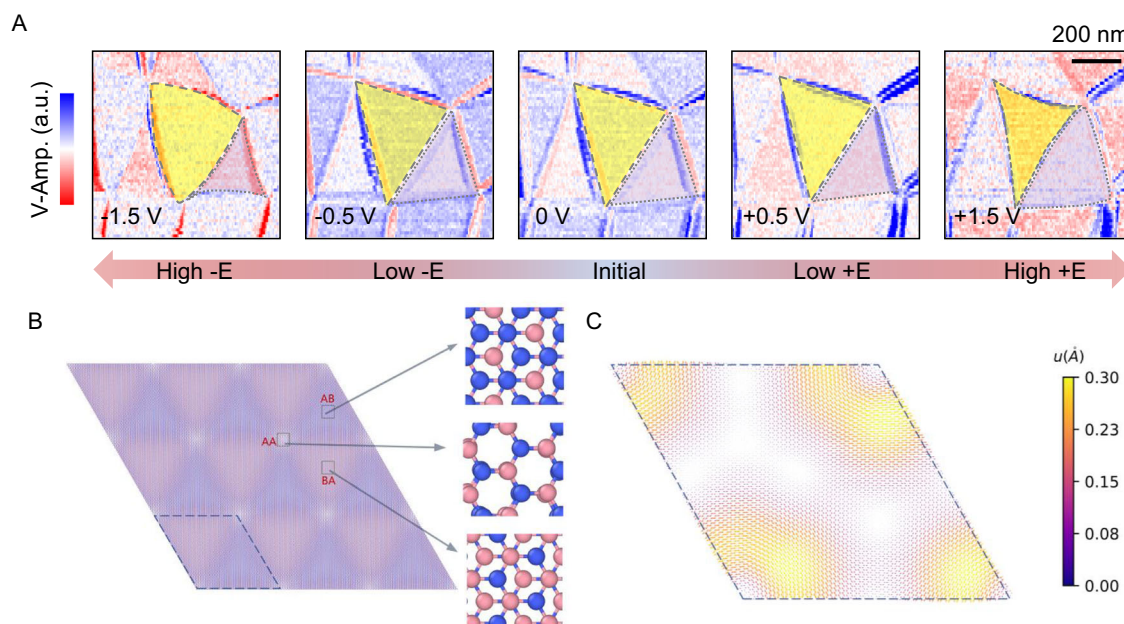 A
200 nm
V-Amp. (a.u.)
-1.5 V
-0.5 V
0 V
+0.5 V
+1.5 V
High -E
Low -E
Initial
Low +E
High +E
B
C
AB
AA
BA
u(Å)
0.30
0.23
0.15
0.08
0.00